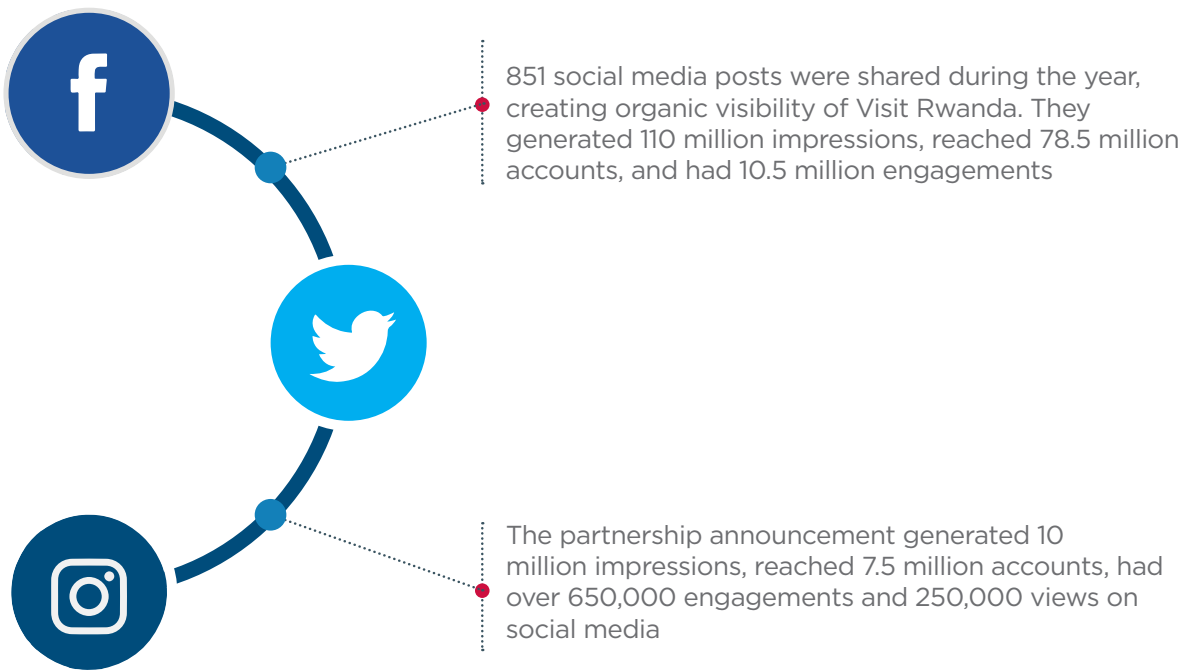 851 social media posts were shared during the year,
creating organic visibility of Visit Rwanda. They
generated 110 million impressions, reached 78.5 million
accounts, and had 10.5 million engagements
The partnership announcement generated 10
million impressions, reached 7.5 million accounts, had
over 650,000 engagements and 250,000 views on
social media